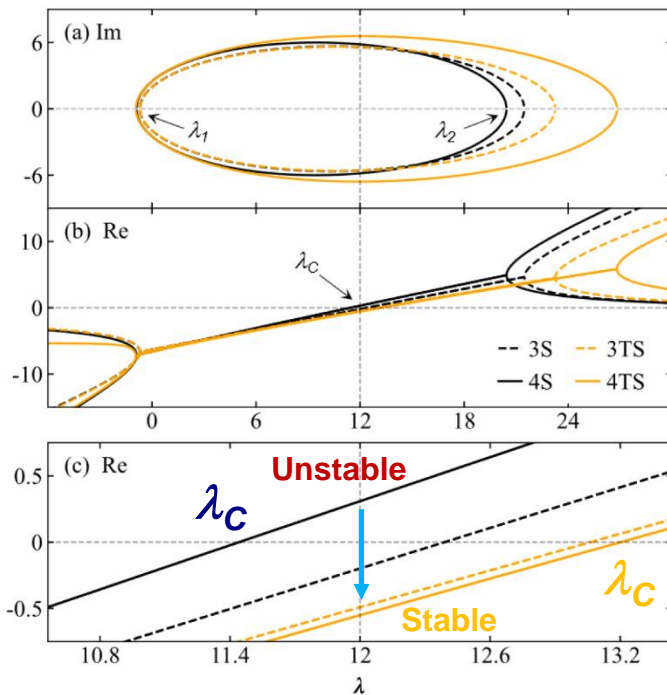 (a) Im
6
0
-6
λ1
λ2
(b) Re
10
0
-10
λC
3S
3TS
4S
4TS
0
6
12
18
24
(c) Re
0.5
0
-0.5
Unstable
λC
λC
Stable
10.8
11.4
12
12.6
13.2
λ